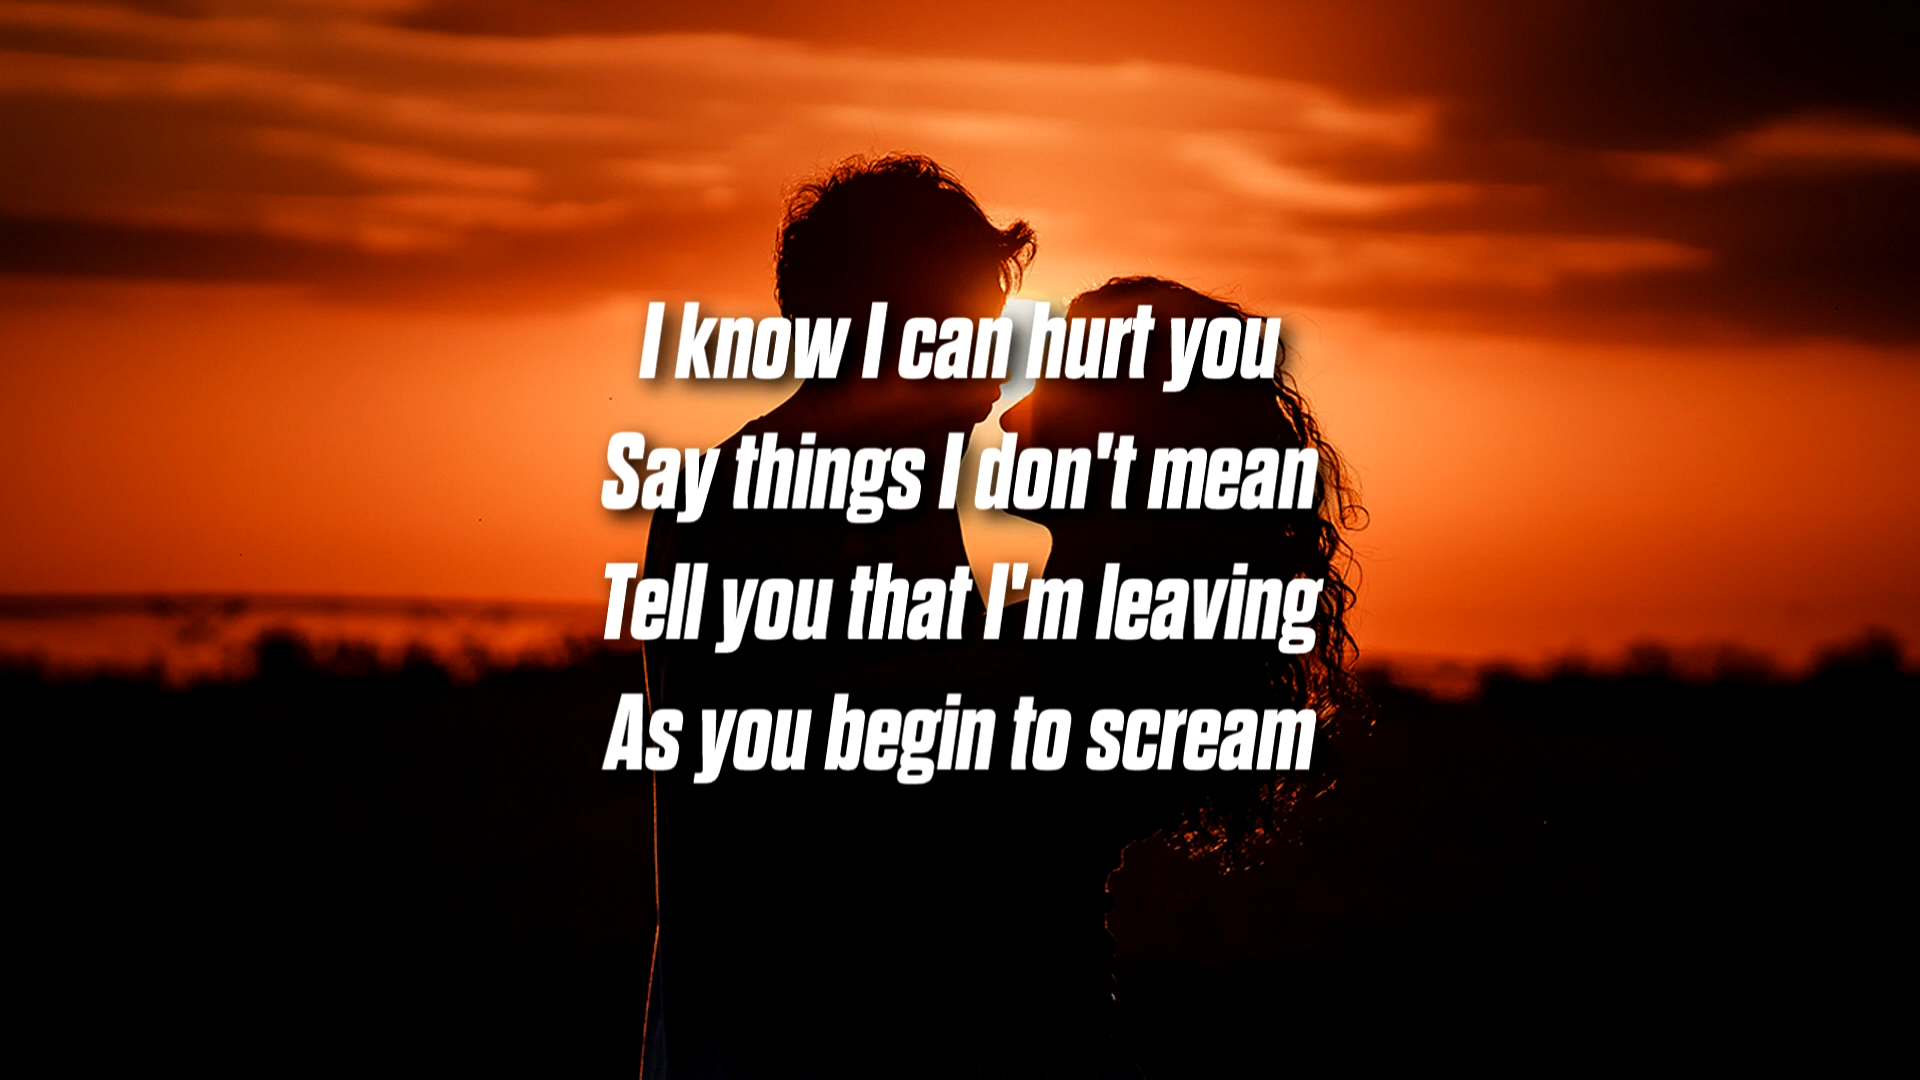 I know I can hurt you
Say things I don't mean
Tell you that I'm leaving
As you begin to scream